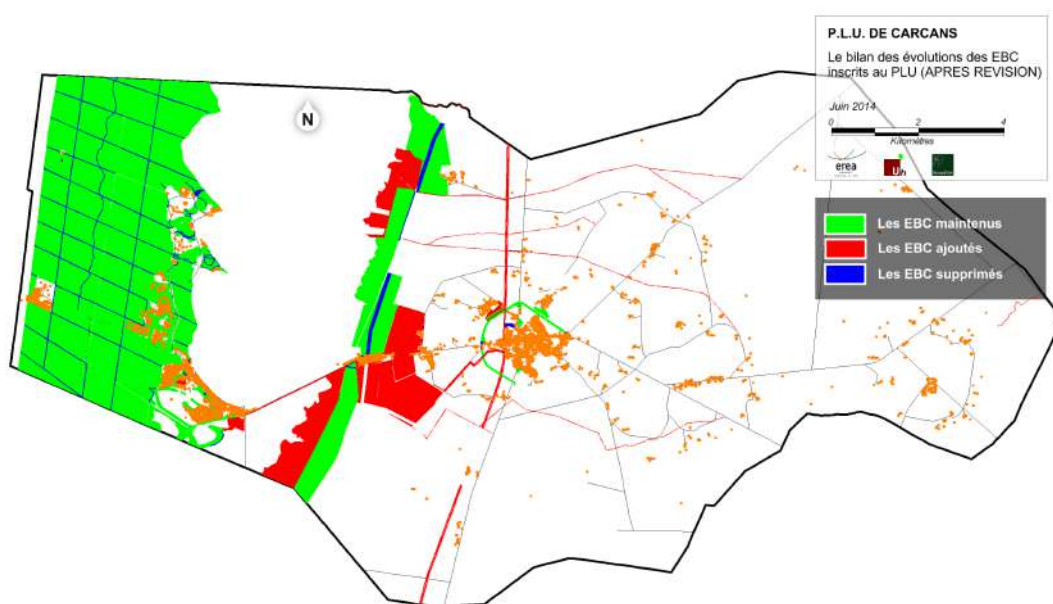 P.L.U. DE CARCANS
Le bilan des évolutions des EBC
inscrits au PLU (APRES REVISION)
Juin 2014
0 2 4
Kilomètres
erea
N
Les EBC maintenus
Les EBC ajoutés
Les EBC supprimés